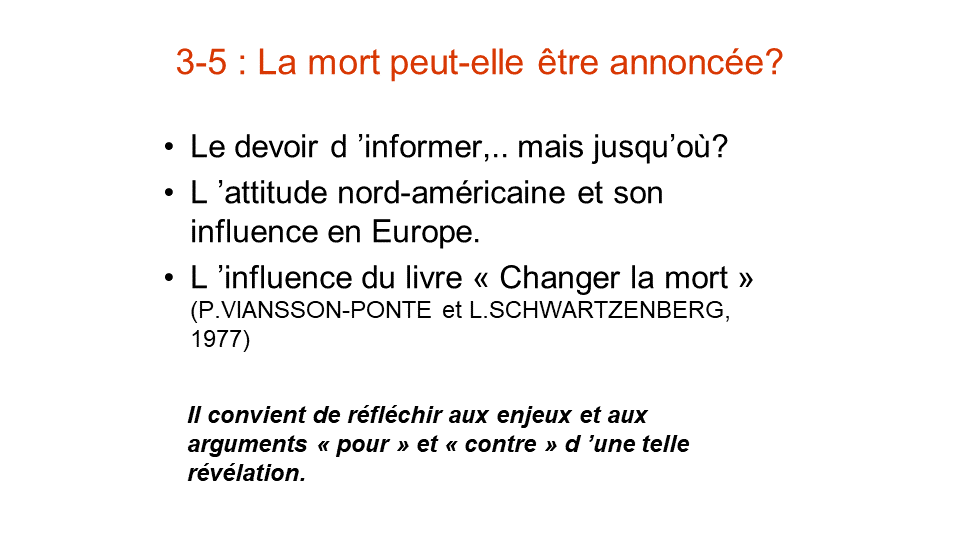 3-5 : La mort peut-elle être annoncée?
• Le devoir d ’informer,.. mais jusqu’où?
• L ’attitude nord-américaine et son
influence en Europe.
• L ’influence du livre « Changer la mort »
(P.VIANSSON-PONTE et L.SCHWARTZENBERG,
1977)
Il convient de réfléchir aux enjeux et aux
arguments « pour » et « contre » d ’une telle
révélation.